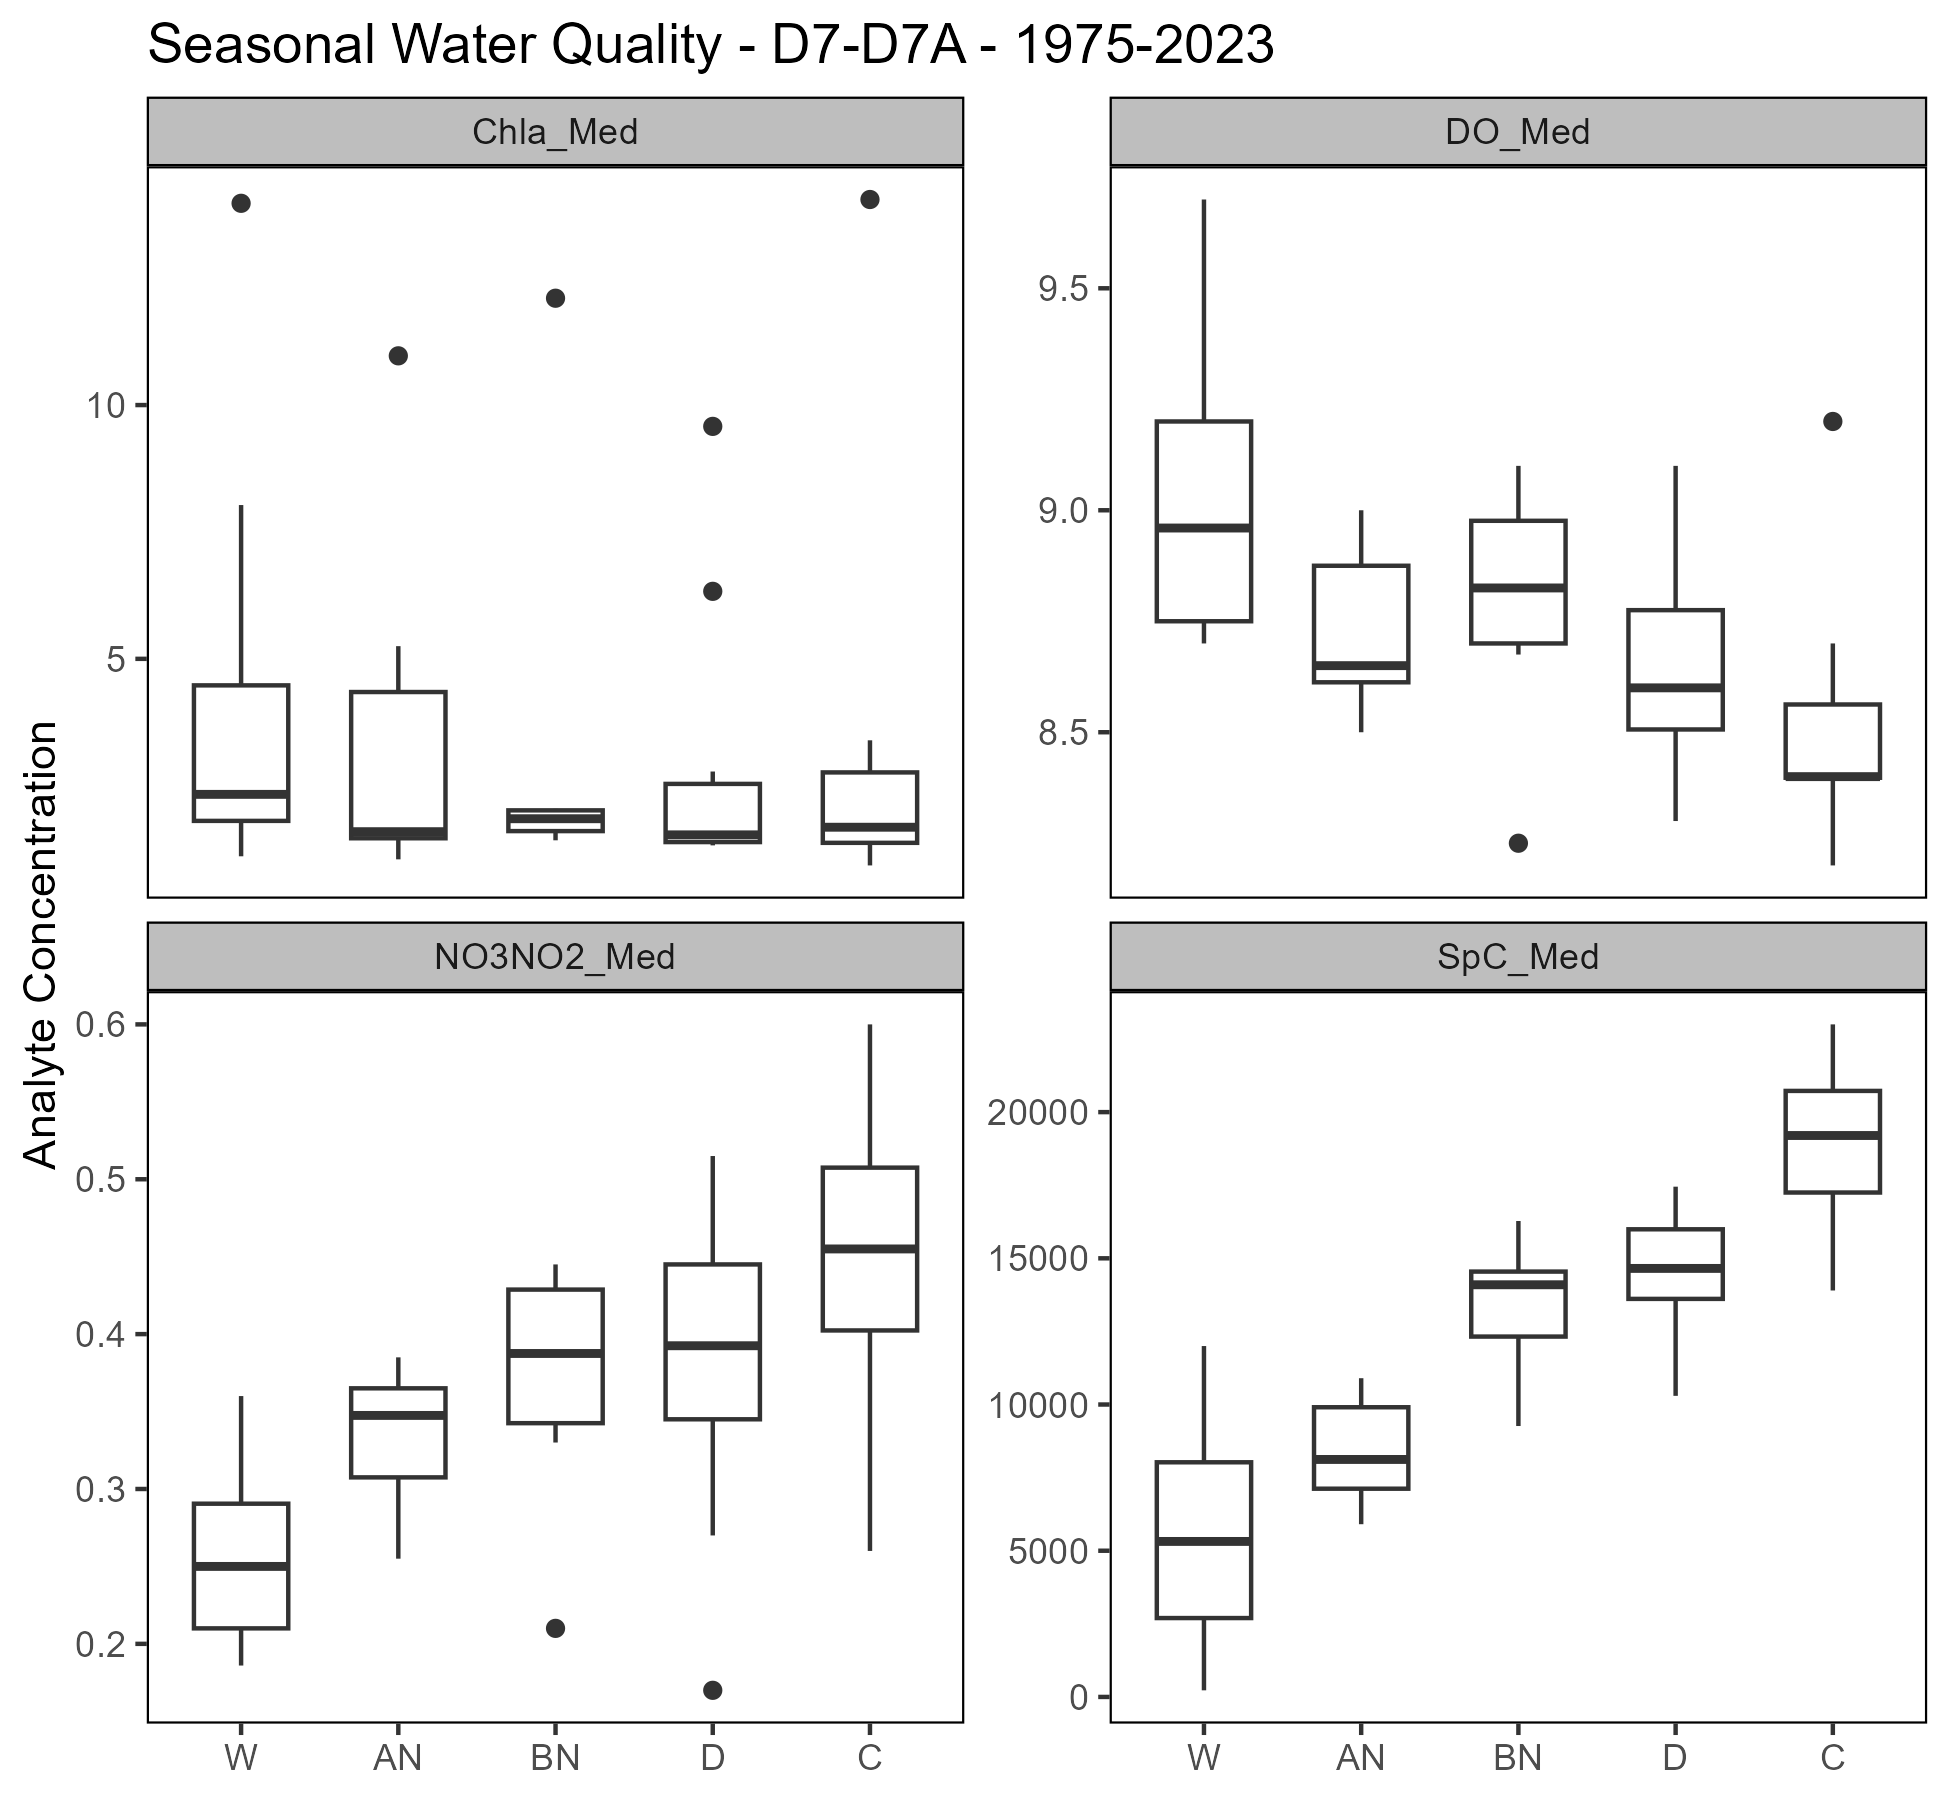 Seasonal Water Quality - D7-D7A - 1975-2023
Chla_Med
DO_Med
10
5
9.5
9.0
8.5
Analyte Concentration
NO3NO2_Med
SpC_Med
0.6
0.5
0.4
0.3
0.2
20000
15000
10000
5000
0
W AN BN D C
W AN BN D C